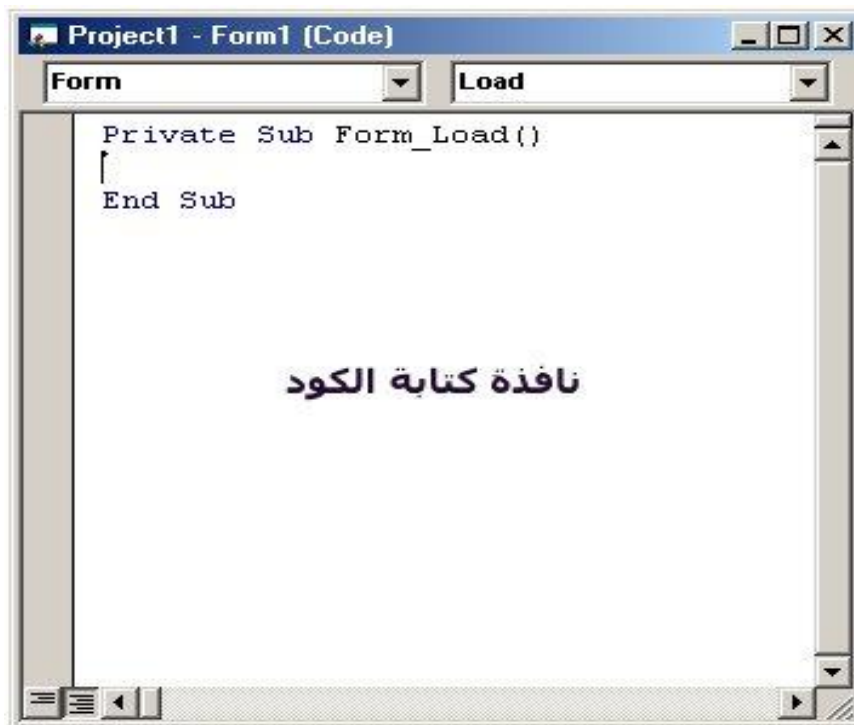 Project1 - Form1 (Code)
Form Load
Private Sub Form_Load()
End Sub
نافذة كتابة الكود